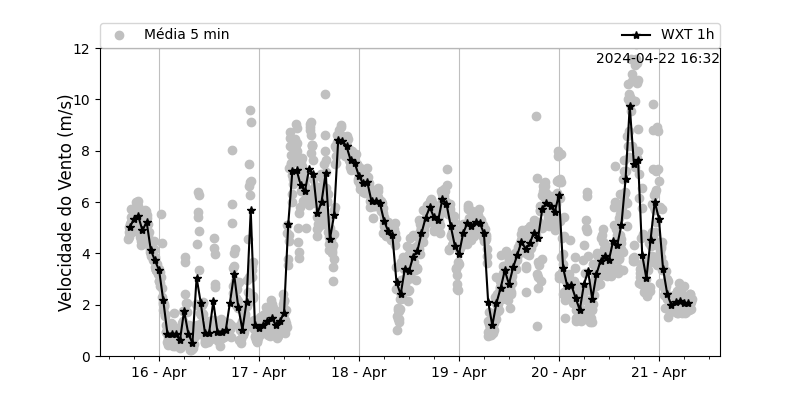 Média 5 min
WXT 1h
2024-04-22 16:32
Velocidade do Vento (m/s)
12
10
8
6
4
2
0
16 - Apr
17 - Apr
18 - Apr
19 - Apr
20 - Apr
21 - Apr